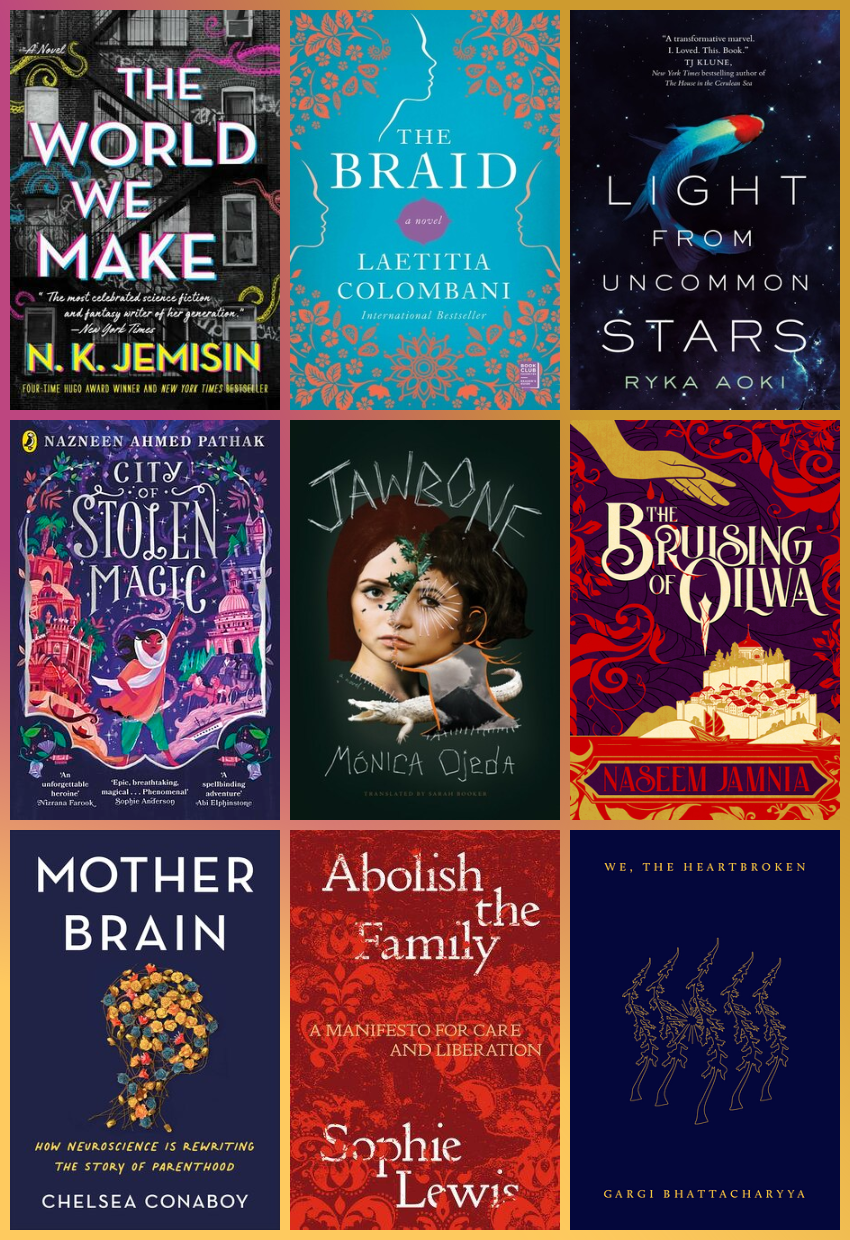 A Novel
THE
WORLD
WE
MAKE
"The most celebrated science fiction
and fantasy writer of her generation."
—New York Times
N. K. JEMISIN
FOUR-TIME HUGO AWARD WINNER AND NEW YORK TIMES BESTSELLER
THE
BRAID
a novel
LAETITIA
COLOMBANI
International Bestseller
BOOK
CLUB
"A transformative marvel.
I. Loved. This. Book."
TJ KLUNE,
New York Times bestselling author of
The House in the Cerulean Sea
LIGHT
FROM
UNCOMMON
STARS
RYKA AOKI
NAZNEEN AHMED PATHAK
CITY
OF
STOLEN
MAGIC
'An
unforgettable
heroine'
Nizrana Farook
'Epic, breathtaking,
magical . . . Phenomenal'
Sophie Anderson
'A
spellbinding
adventure'
Abi Elphinstone
JAWBONE
MÓNICA OJEDA
TRANSLATED BY SARAH BOOKER
THE
BRUISING
OF QILWA
NASEEM JAMNIA
MOTHER
BRAIN
HOW NEUROSCIENCE IS REWRITING
THE STORY OF PARENTHOOD
CHELSEA CONABOY
Abolish
the
Family
A MANIFESTO FOR CARE
AND LIBERATION
Sophie
Lewis
WE, THE HEARTBROKEN
GARGI BHATTACHARYYA